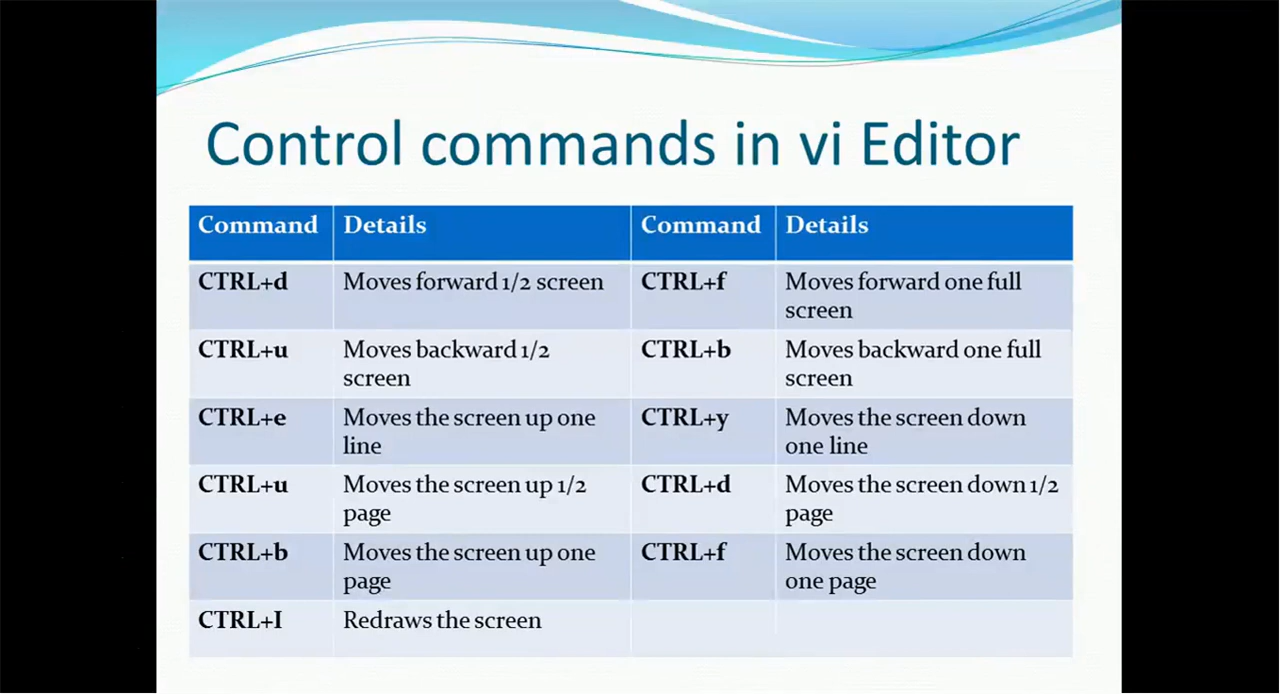 Control commands in vi Editor
Command Details Command Details
CTRL+d Moves forward 1/2 screen CTRL+f Moves forward one full
screen
CTRL+u Moves backward 1/2 CTRL+b Moves backward one full
screen screen
CTRL+e Moves the screen up one CTRL+y Moves the screen down
line one line
CTRL+u Moves the screen up 1/2 CTRL+d Moves the screen down 1/2
page page
CTRL+b Moves the screen up one CTRL+f Moves the screen down
page one page
CTRL+I Redraws the screen